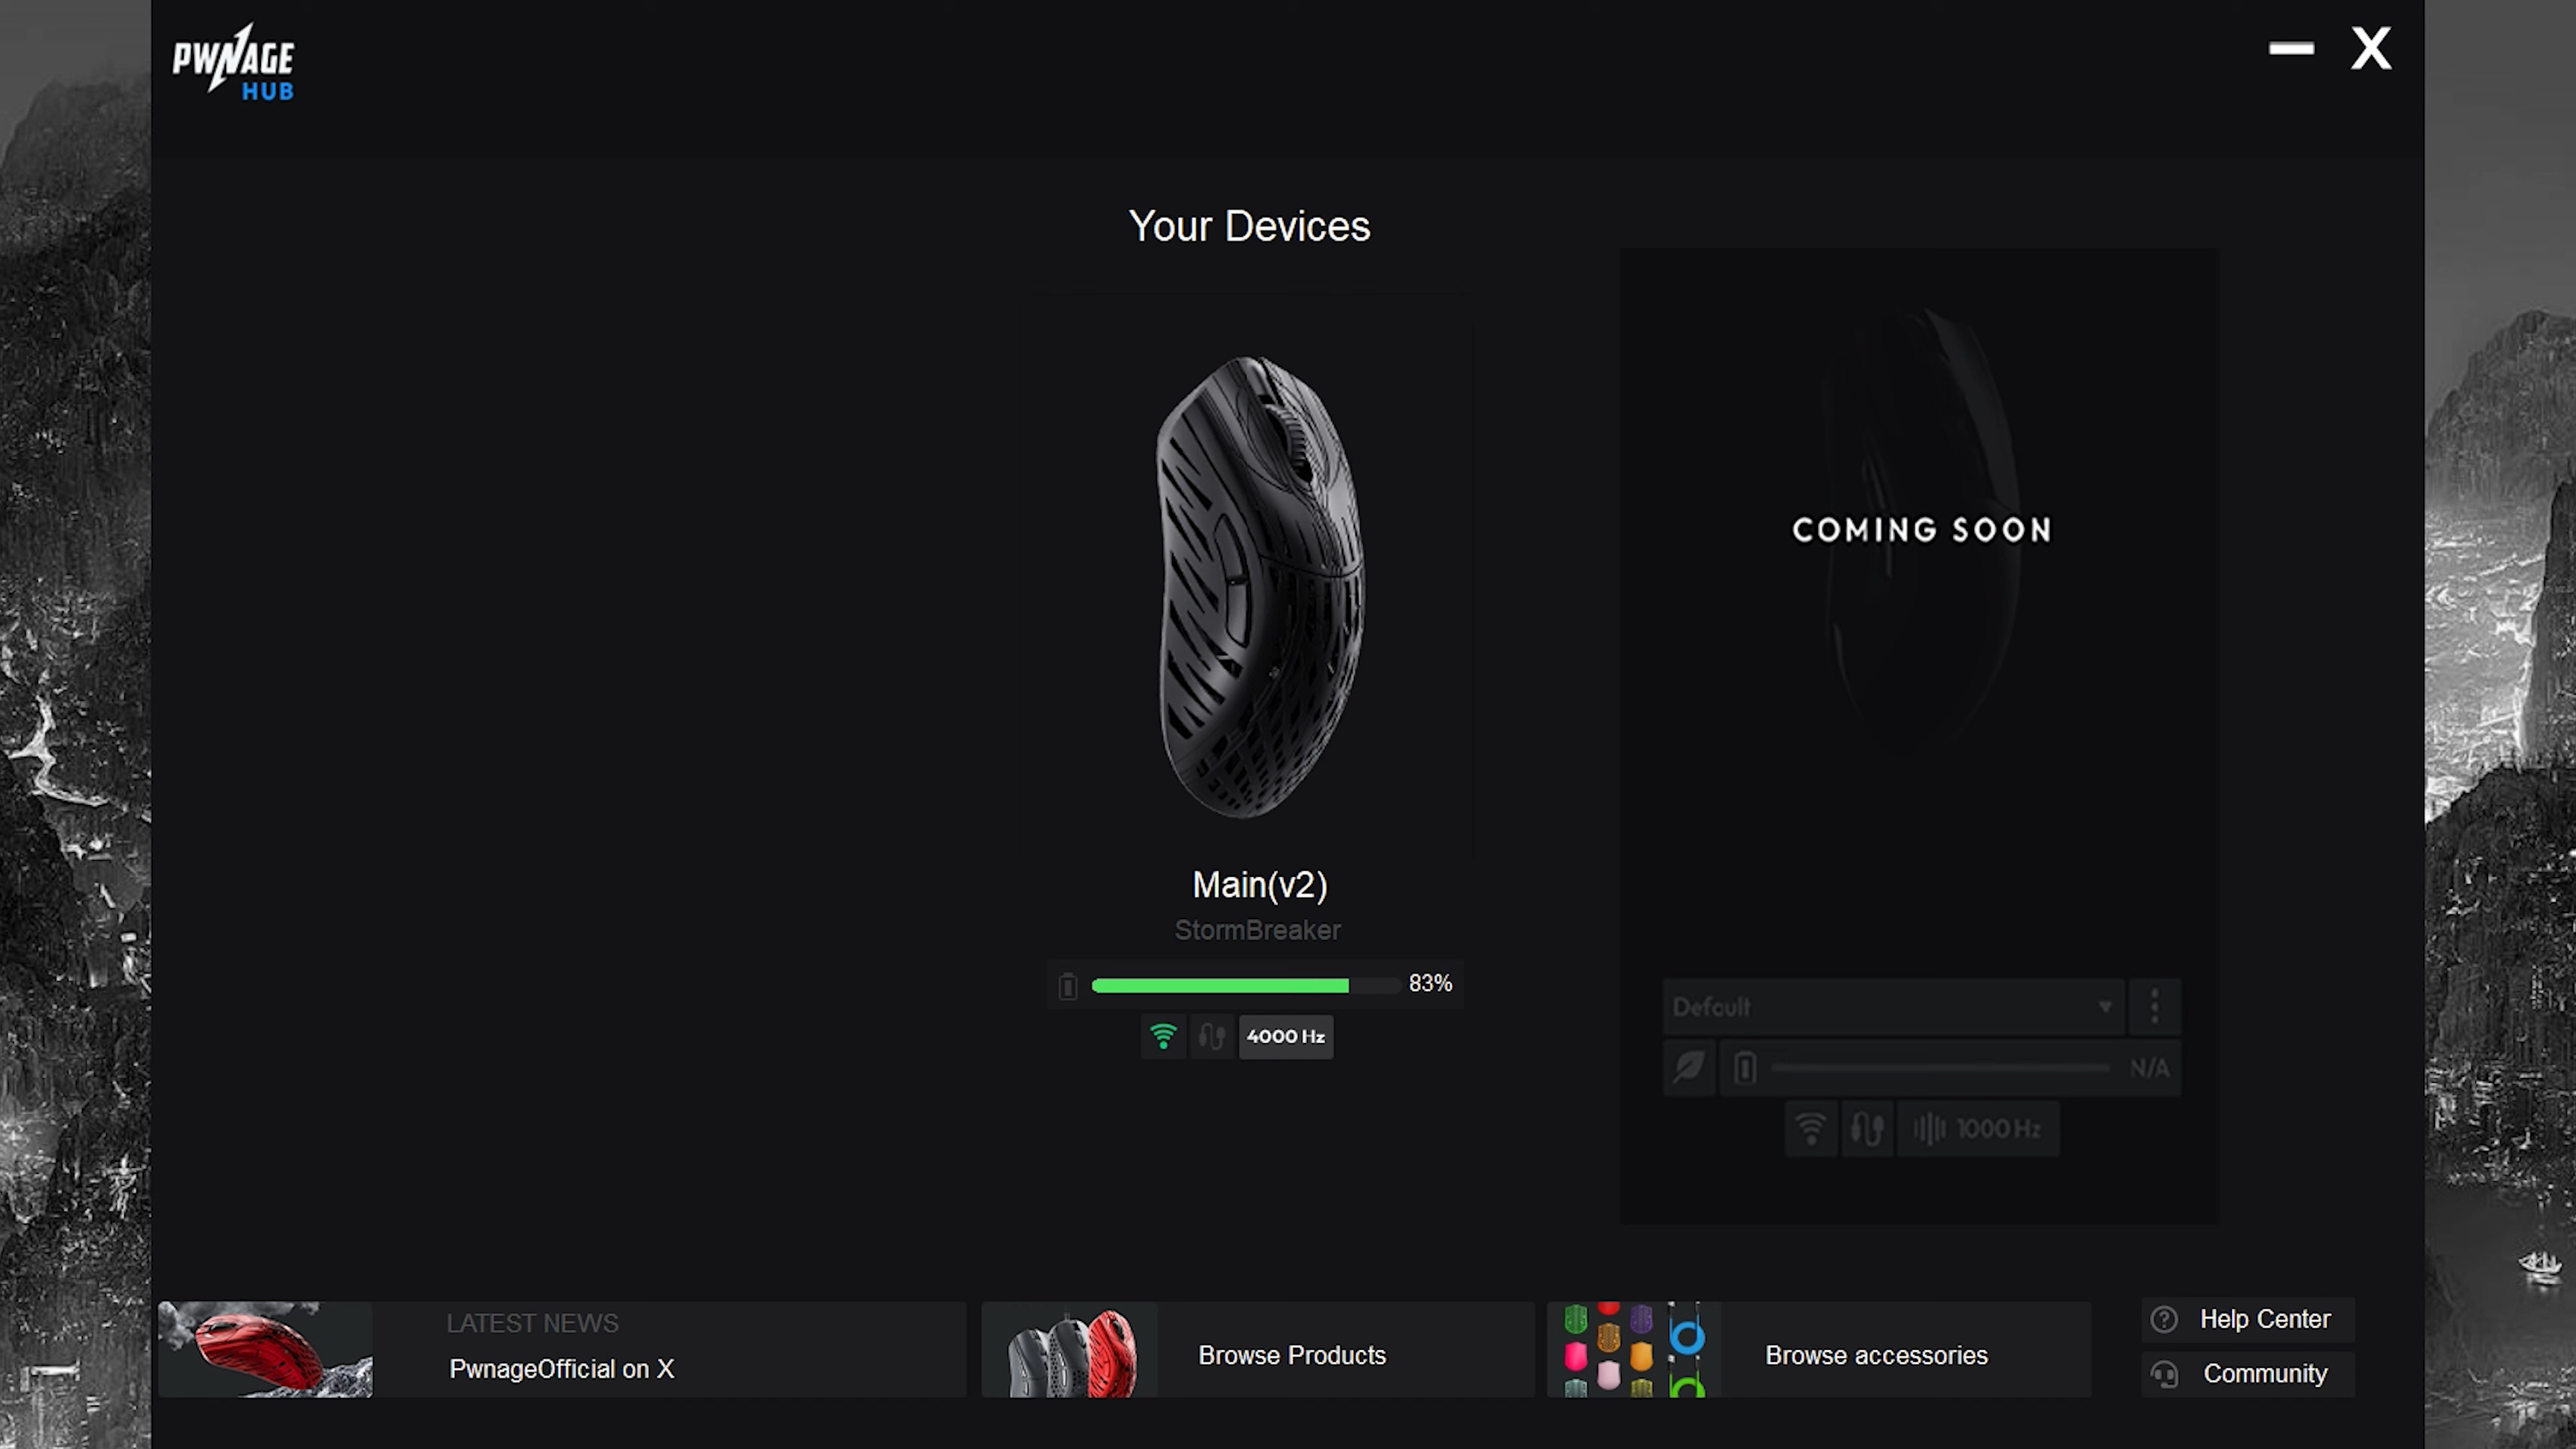 PWNAGE
HUB
X
Your Devices
COMING SOON
Main(v2)
StormBreaker
83%
4000 Hz
Default
N/A
1000 Hz
LATEST NEWS
PwnageOfficial on X
Browse Products
Browse accessories
Help Center
Community